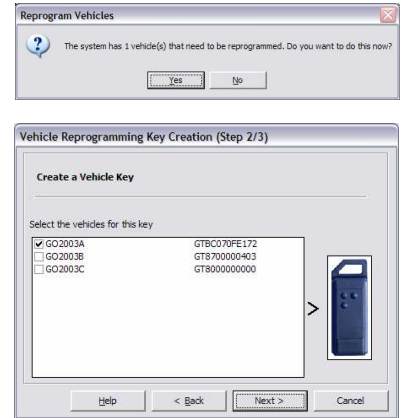 Reprogram Vehicles
The system has 1 vehicle(s) that need to be reprogrammed. Do you want to do this now?
Yes No
Vehicle Reprogramming Key Creation (Step 2/3)
Create a Vehicle Key
Select the vehicles for this key
GO2003A GTBC070FE172
GO2003B GT8700000403
GO2003C GT8000000000
>
Help < Back Next > Cancel